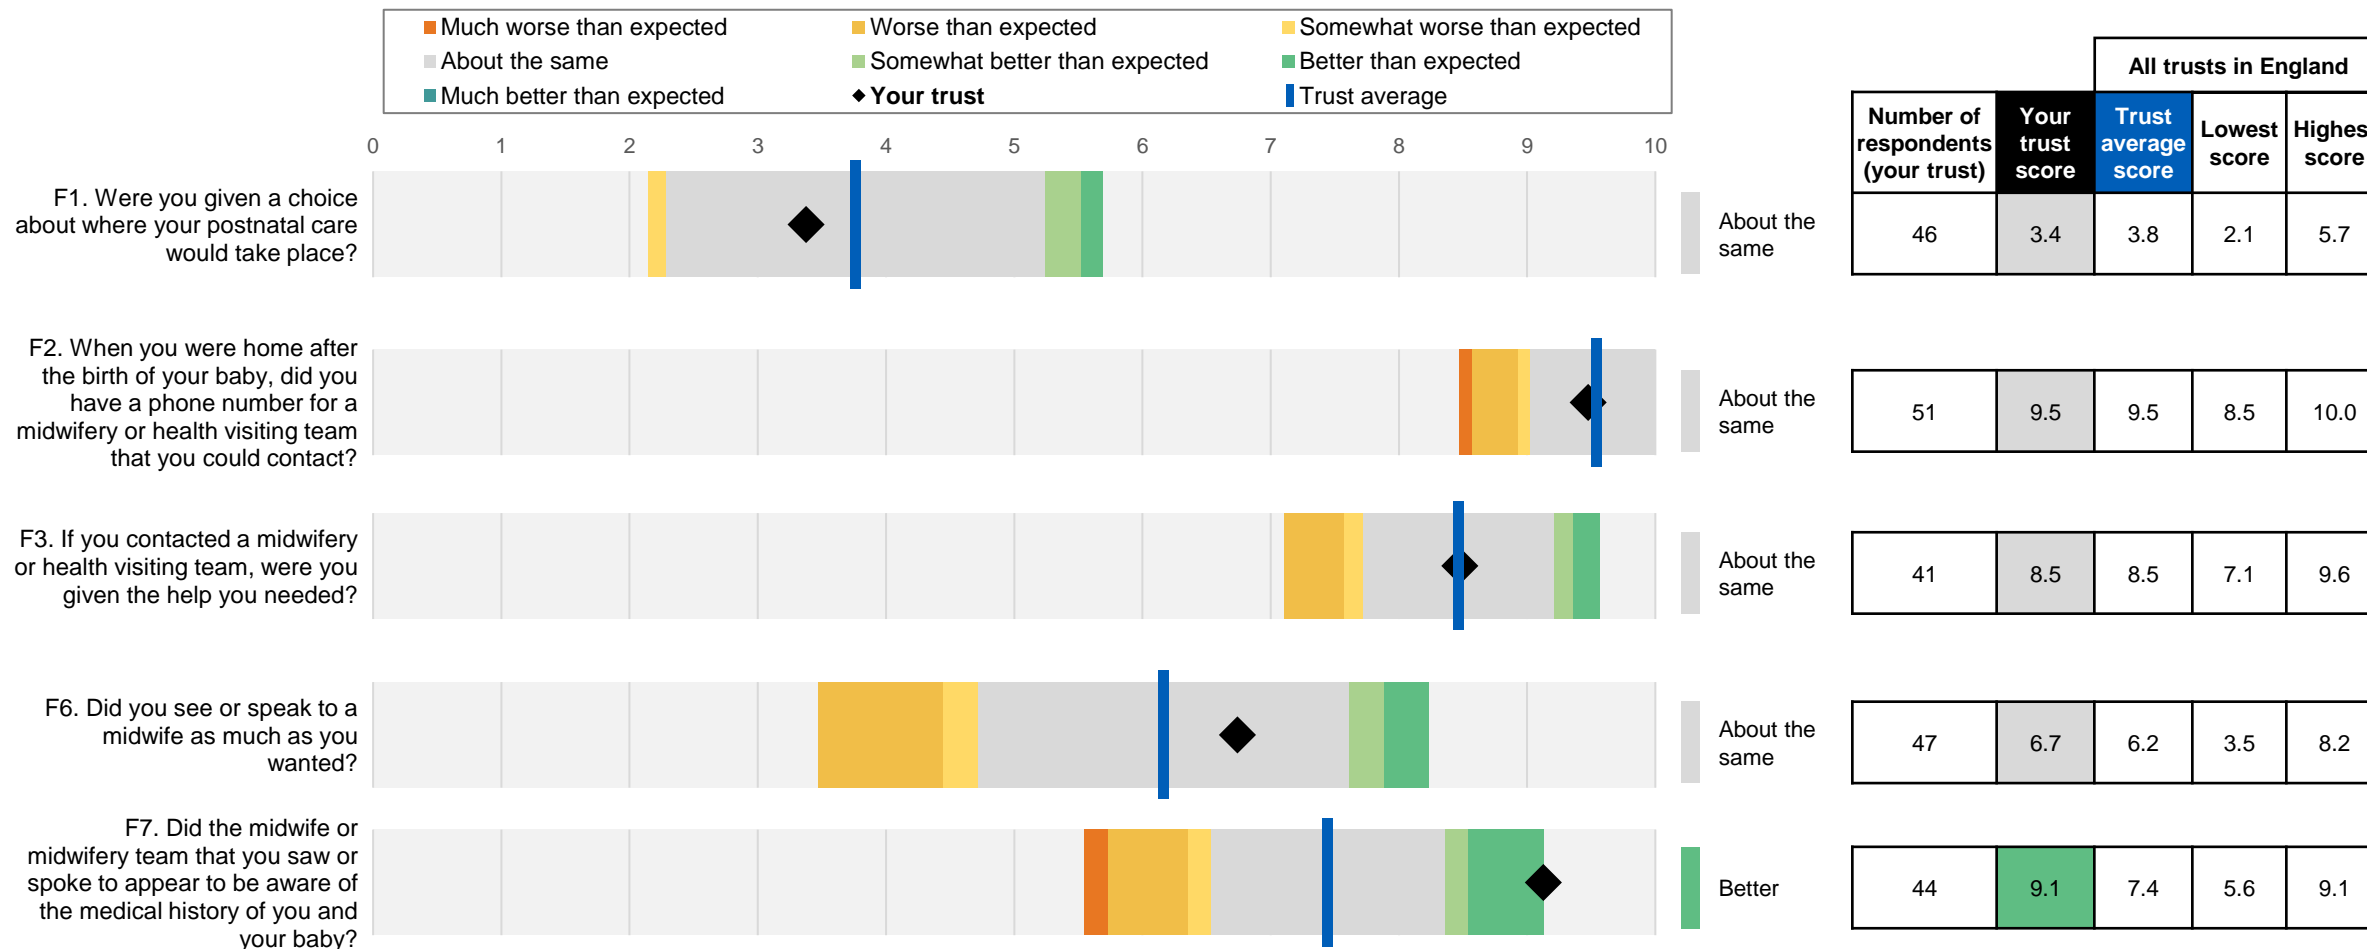 Much worse than expected
Worse than expected
Somewhat worse than expected
About the same
Somewhat better than expected
Better than expected
Much better than expected
Your trust
Trust average
All trusts in England
Number of
respondents
(your trust)
Your
trust
score
Trust
average
score
Lowest
score
Highes
score
0 1 2 3 4 5 6 7 8 9 10
F1. Were you given a choice
about where your postnatal care
would take place?
About the
same
46 3.4 3.8 2.1 5.7
F2. When you were home after
the birth of your baby, did you
have a phone number for a
midwifery or health visiting team
that you could contact?
About the
same
51 9.5 9.5 8.5 10.0
F3. If you contacted a midwifery
or health visiting team, were you
given the help you needed?
About the
same
41 8.5 8.5 7.1 9.6
F6. Did you see or speak to a
midwife as much as you
wanted?
About the
same
47 6.7 6.2 3.5 8.2
F7. Did the midwife or
midwifery team that you saw or
spoke to appear to be aware of
the medical history of you and
your baby?
Better
44 9.1 7.4 5.6 9.1